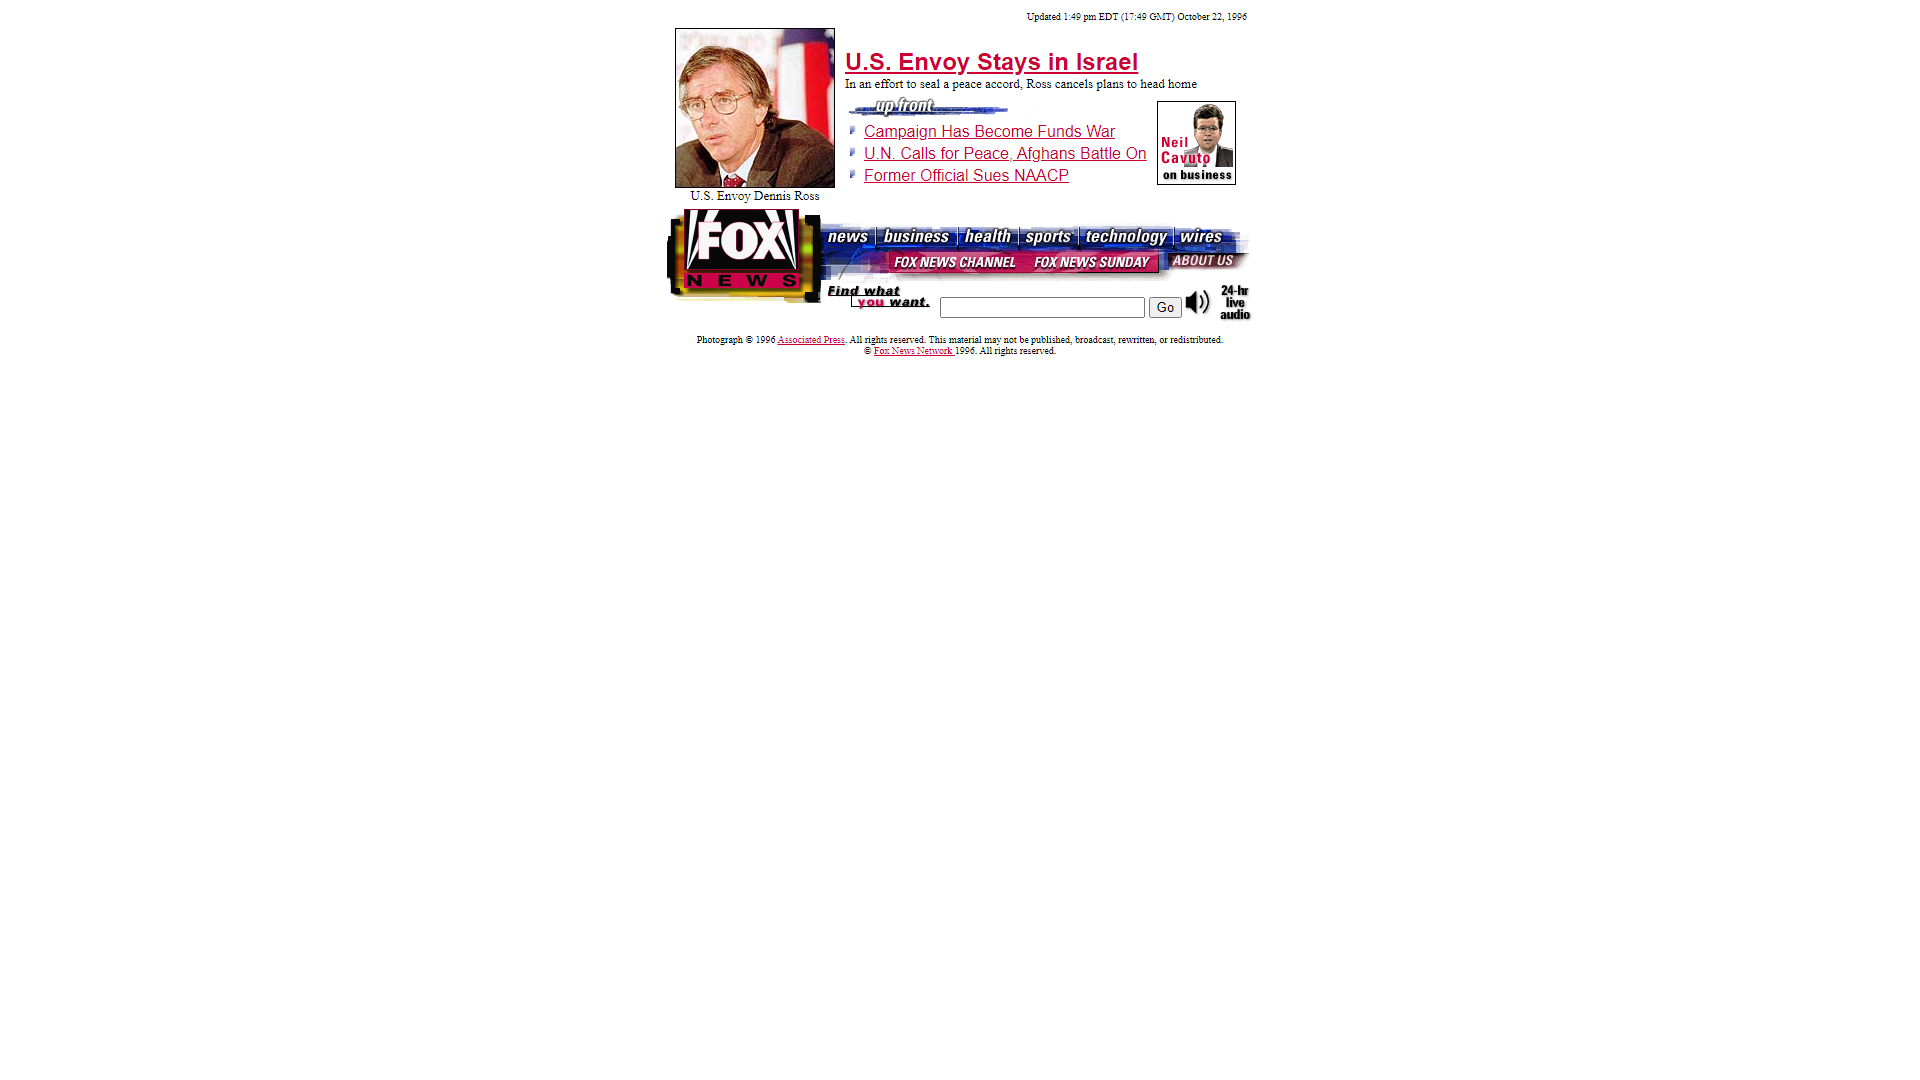 Updated 1:49 pm EDT (17:49 GMT) October 22, 1996
U.S. Envoy Stays in Israel
In an effort to seal a peace accord, Ross cancels plans to head home
up front
Campaign Has Become Funds War
U.N. Calls for Peace, Afghans Battle On
Former Official Sues NAACP
Neil
Cavuto
on business
U.S. Envoy Dennis Ross
FOX
NEWS
news business health sports technology wires
FOX NEWS CHANNEL FOX NEWS SUNDAY ABOUT US
Find what
you want.
Go
24-hr
live
audio
Photograph © 1996 Associated Press. All rights reserved. This material may not be published, broadcast, rewritten, or redistributed.
© Fox News Network 1996. All rights reserved.